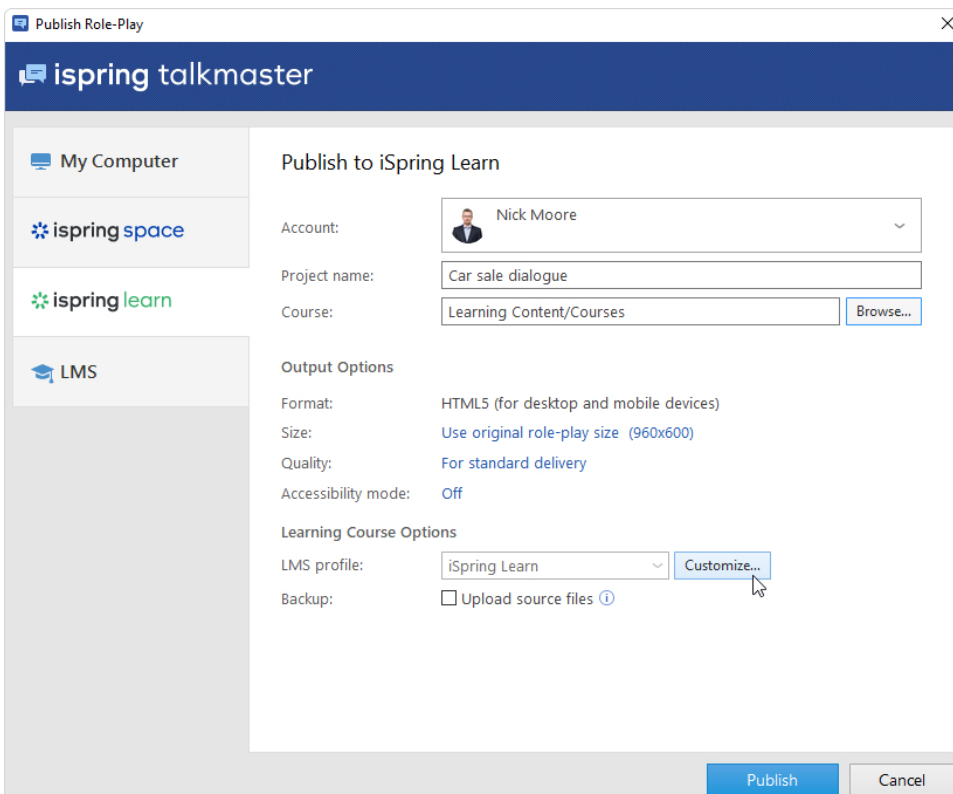 Publish Role-Play
ispring talkmaster
My Computer
ispring space
ispring learn
LMS
Publish to iSpring Learn
Account: Nick Moore
Project name: Car sale dialogue
Course: Learning Content/Courses Browse...
Output Options
Format: HTML5 (for desktop and mobile devices)
Size: Use original role-play size (960x600)
Quality: For standard delivery
Accessibility mode: Off
Learning Course Options
LMS profile: iSpring Learn Customize...
Backup: Upload source files i
Publish Cancel